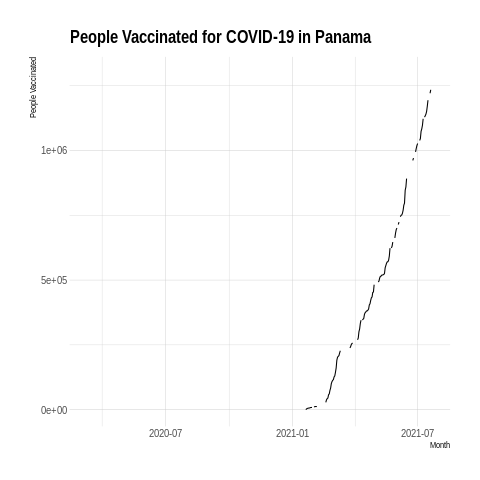 People Vaccinated for COVID-19 in Panama
People Vaccinated
1e+06
5e+05
0e+00
2020-07
2021-01
2021-07
Month